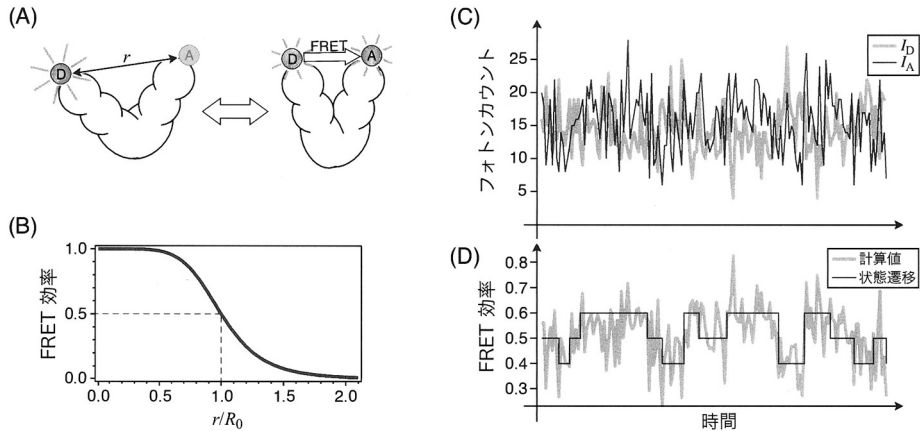 (A)
D
r
A
D
FRET
A
(B)
FRET 効率
1.0
0.5
0.0
0.0
0.5
1.0
1.5
2.0
r/R0
(C)
フォトンカウント
25
20
15
10
5
ID
IA
(D)
FRET 効率
0.8
0.7
0.6
0.5
0.4
0.3
計算値
状態遷移
時間